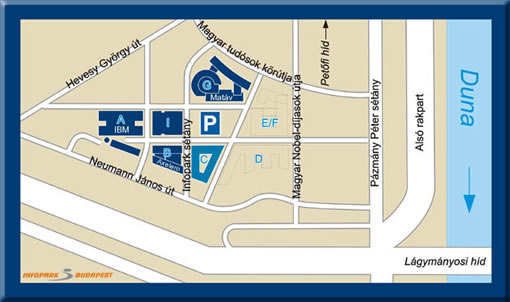 Magyar tudósok körútja
Hevesy György út
Petőfi híd
Duna
G
Matáv
A
IBM
I
P
E/F
Infopark sétány
Magyar Nobel-díjasok útja
Pázmány Péter sétány
Alsó rakpart
B
Axelero
C
D
Neumann János út
Lágymányosi híd
INFOPARK BUDAPEST